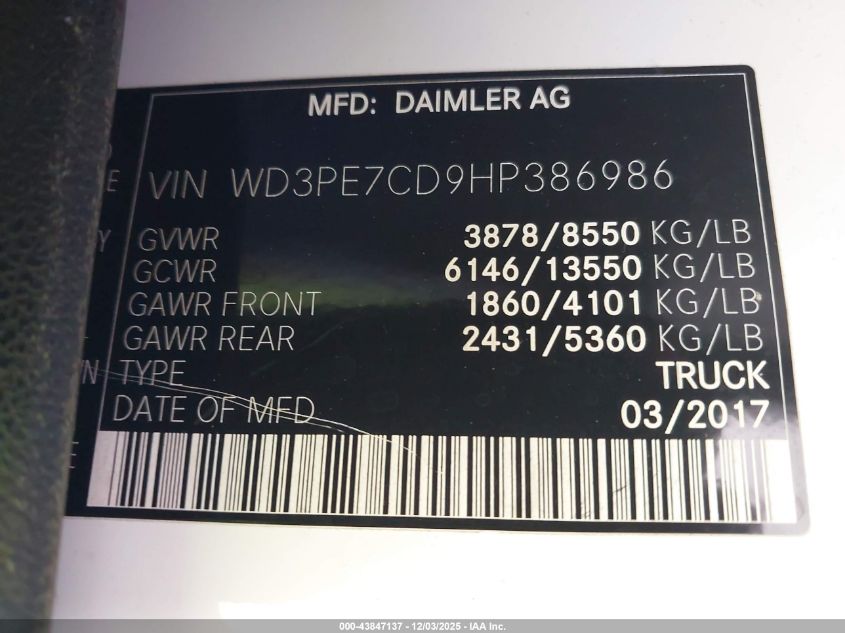 MFD: DAIMLER AG
E VIN WD3PE7CD9HP386986
Y GVWR 3878/8550 KG/LB
GCWR 6146/13550 KG/LB
GAWR FRONT 1860/4101 KG/LB
GAWR REAR 2431/5360 KG/LB
N TYPE TRUCK
DATE OF MFD 03/2017
E
000-43847137 - 12/03/2025 - IAA Inc.